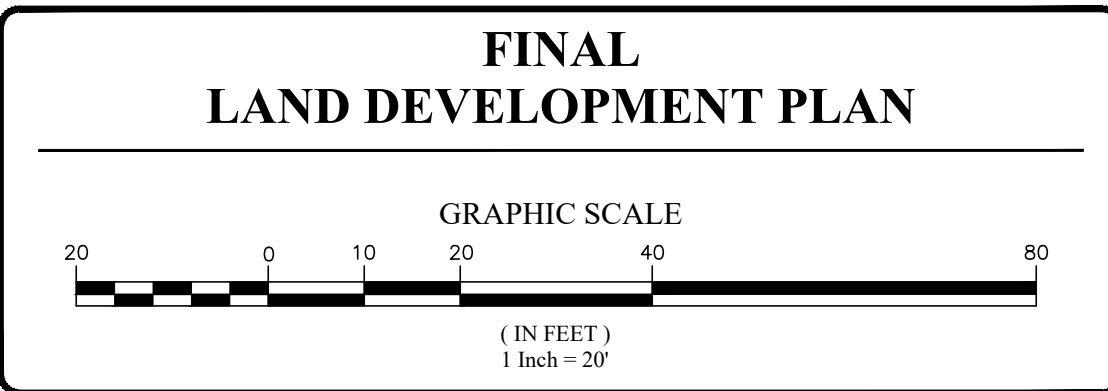 FINAL
LAND DEVELOPMENT PLAN
GRAPHIC SCALE
20 0 10 20 40 80
( IN FEET )
1 Inch = 20'